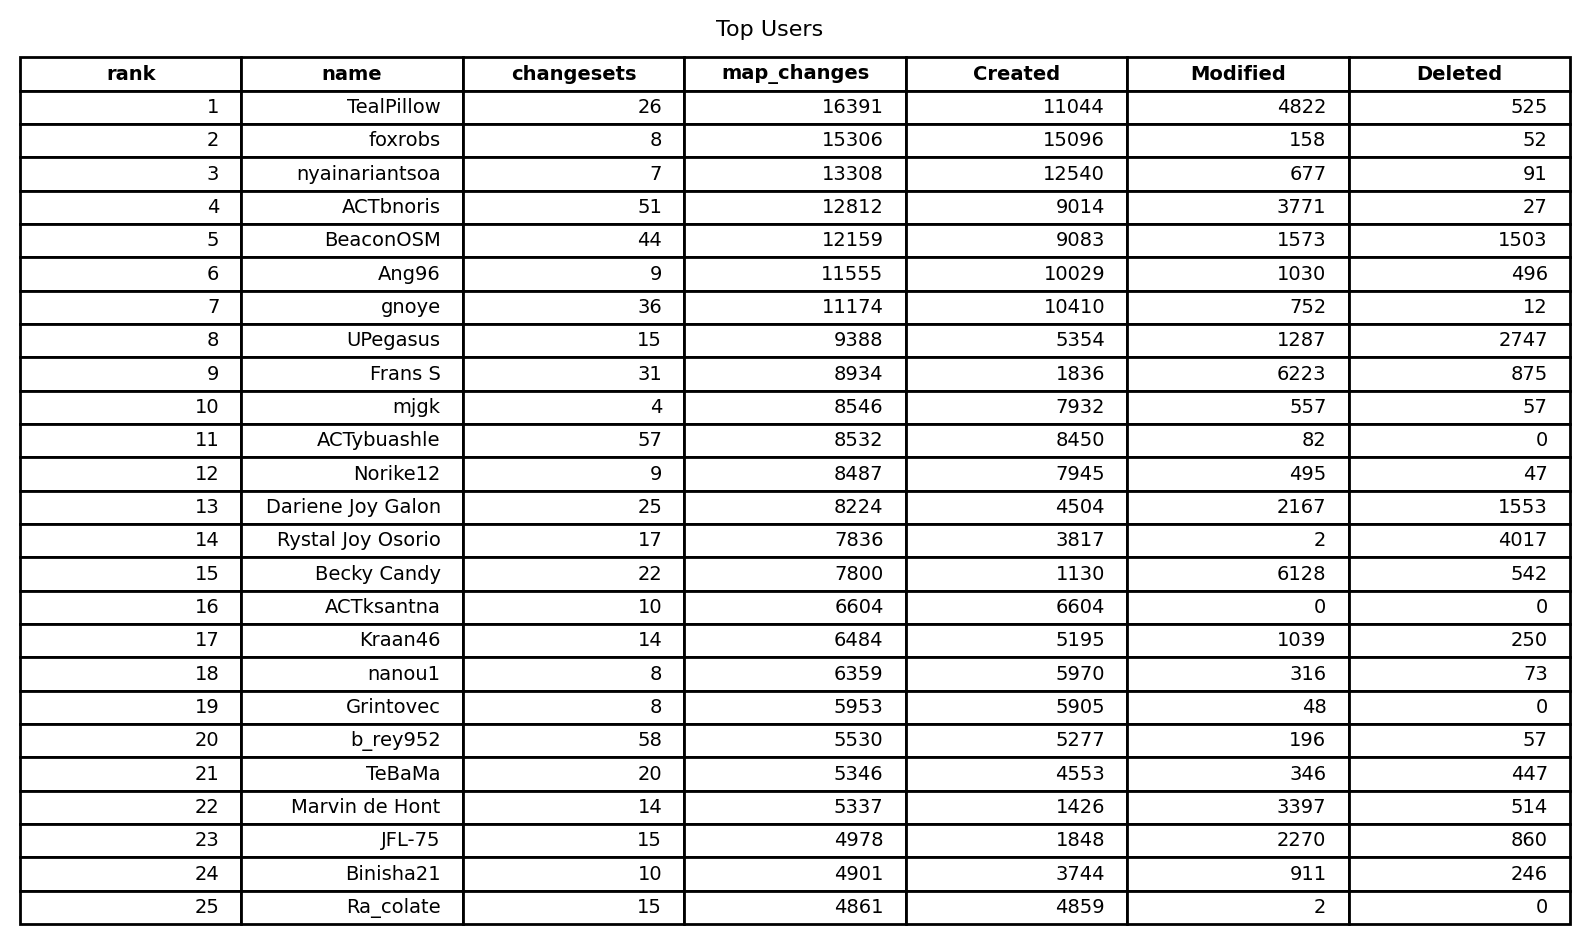 Top Users
rank name changesets map_changes Created Modified Deleted
1 TealPillow 26 16391 11044 4822 525
2 foxrobs 8 15306 15096 158 52
3 nyainariantsoa 7 13308 12540 677 91
4 ACTbnoris 51 12812 9014 3771 27
5 BeaconOSM 44 12159 9083 1573 1503
6 Ang96 9 11555 10029 1030 496
7 gnoye 36 11174 10410 752 12
8 UPegasus 15 9388 5354 1287 2747
9 Frans S 31 8934 1836 6223 875
10 mjgk 4 8546 7932 557 57
11 ACTybuashle 57 8532 8450 82 0
12 Norike12 9 8487 7945 495 47
13 Dariene Joy Galon 25 8224 4504 2167 1553
14 Rystal Joy Osorio 17 7836 3817 2 4017
15 Becky Candy 22 7800 1130 6128 542
16 ACTksantna 10 6604 6604 0 0
17 Kraan46 14 6484 5195 1039 250
18 nanou1 8 6359 5970 316 73
19 Grintovec 8 5953 5905 48 0
20 b_rey952 58 5530 5277 196 57
21 TeBaMa 20 5346 4553 346 447
22 Marvin de Hont 14 5337 1426 3397 514
23 JFL-75 15 4978 1848 2270 860
24 Binisha21 10 4901 3744 911 246
25 Ra_colate 15 4861 4859 2 0